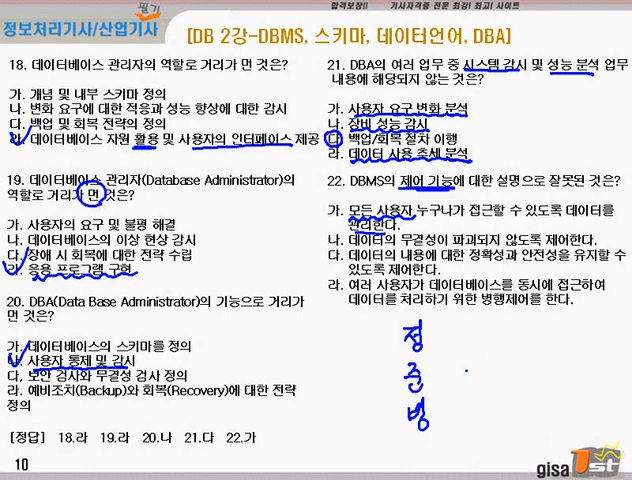 합격보장!! 기사자격증 전문 최강! 최고! 사이트
필기
정보처리기사/산업기사
[DB 2강-DBMS, 스키마, 데이터언어, DBA]
18. 데이터베이스 관리자의 역할로 거리가 먼 것은?
가. 개념 및 내부 스키마 정의
나. 변화 요구에 대한 적응과 성능 향상에 대한 감시
다. 백업 및 회복 전략의 정의
라. 데이터베이스 자원 활용 및 사용자의 인터페이스 제공
19. 데이터베이스 관리자(Database Administrator)의
역할로 거리가 먼 것은?
가. 사용자의 요구 및 불평 해결
나. 데이터베이스의 이상 현상 감시
다. 장애 시 회복에 대한 전략 수립
라. 응용 프로그램 구현
20. DBA(Data Base Administrator)의 기능으로 거리가
먼 것은?
가. 데이터베이스의 스키마를 정의
나. 사용자 통제 및 감시
다. 보안 검사와 무결성 검사 정의
라. 예비조치(Backup)와 회복(Recovery)에 대한 전략
정의
[정답] 18.라 19.라 20.나 21.다 22.가
10
21. DBA의 여러 업무 중 시스템 감시 및 성능 분석 업무
내용에 해당되지 않는 것은?
가. 사용자 요구 변화 분석
나. 장비 성능 감시
다. 백업/회복 절차 이행
라. 데이터 사용 추세 분석
22. DBMS의 제어 기능에 대한 설명으로 잘못된 것은?
가. 모든 사용자 누구나가 접근할 수 있도록 데이터를
관리한다.
나. 데이터의 무결성이 파괴되지 않도록 제어한다.
다. 데이터의 내용에 대한 정확성과 안전성을 유지할 수
있도록 제어한다.
라. 여러 사용자가 데이터베이스를 동시에 접근하여
데이터를 처리하기 위한 병행제어를 한다.
정
준
병
gisa 1st